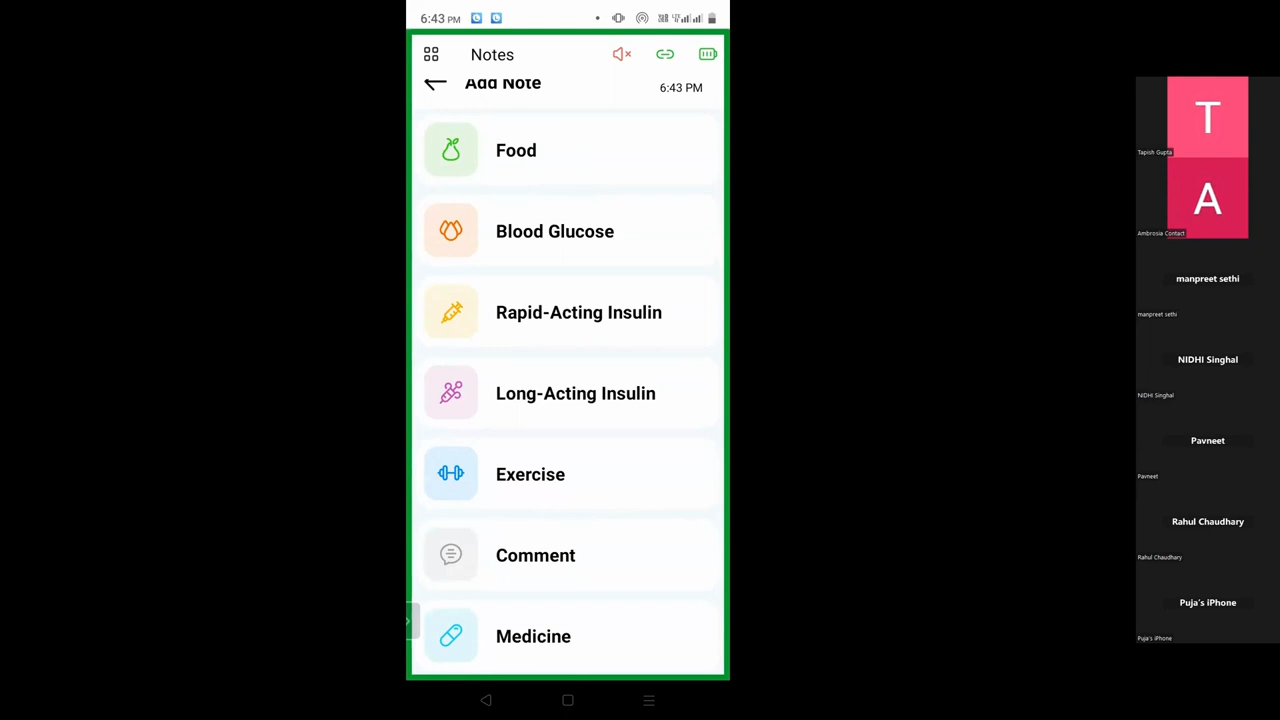 6:43 PM
Notes
Add Note
6:43 PM
Food
Blood Glucose
Rapid-Acting Insulin
Long-Acting Insulin
Exercise
Comment
Medicine
T
Tapish Gupta
A
Ambrosia Contact
manpreet sethi
manpreet sethi
NIDHI Singhal
NIDHI Singhal
Pavneet
Pavneet
Rahul Chaudhary
Rahul Chaudhary
Puja's iPhone
Puja's iPhone